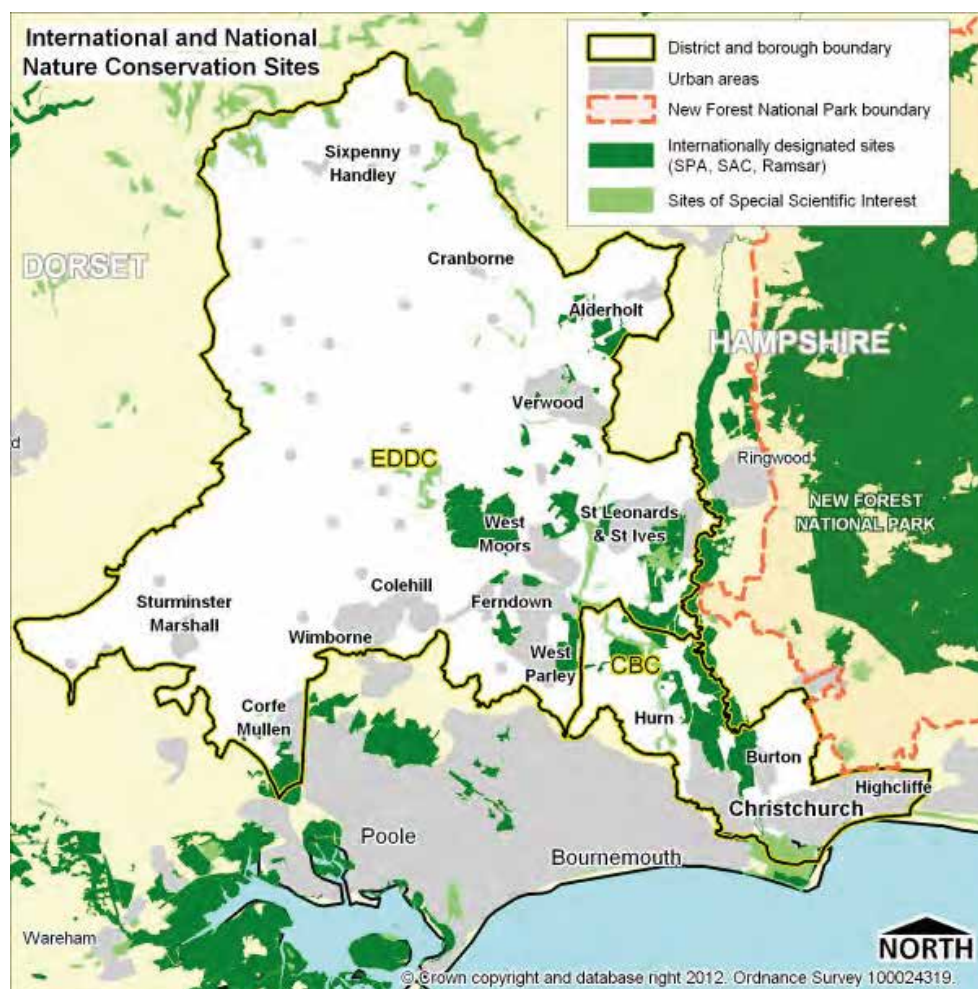 International and National
Nature Conservation Sites
District and borough boundary
Urban areas
New Forest National Park boundary
Internationally designated sites
(SPA, SAC, Ramsar)
Sites of Special Scientific Interest
Sixpenny
Handley
DORSET
Cranborne
Alderholt
HAMPSHIRE
Verwood
d
EDDC
Ringwood
NEW FOREST
NATIONAL PARK
West
Moors
St Leonards
& St Ives
Colehill
Sturminster
Marshall
Ferndown
Wimborne
West
Parley
CBC
Corfe
Mullen
Hurn
Burton
Highcliffe
Christchurch
Poole
Bournemouth
Wareham
NORTH
© Crown copyright and database right 2012. Ordnance Survey 100024319.